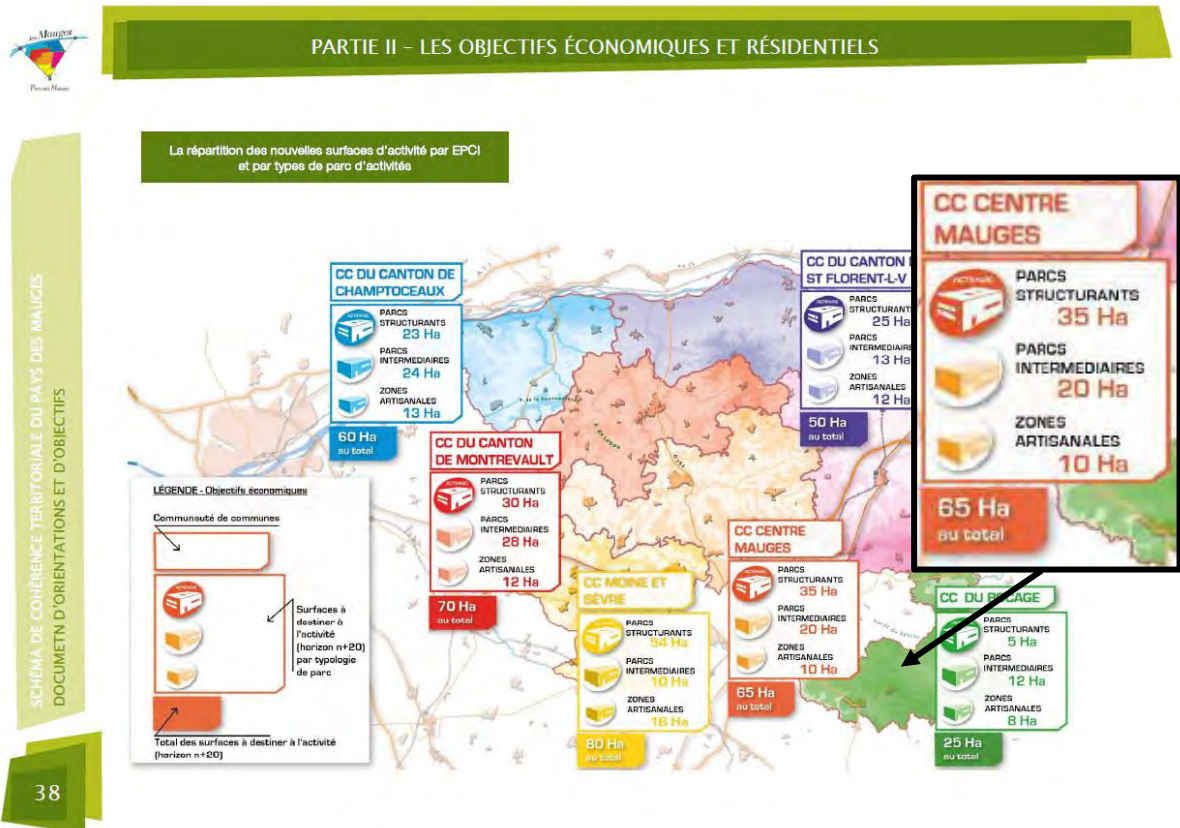 Les Mauges
Pays des Mauges
PARTIE II – LES OBJECTIFS ÉCONOMIQUES ET RÉSIDENTIELS
SCHÉMA DE COHÉRENCE TERRITORIALE DU PAYS DES MAUGES
DOCUMETN D'ORIENTATIONS ET D'OBJECTIFS
La répartition des nouvelles surfaces d'activité par EPCI
et par types de parc d'activités
CC DU CANTON DE
CHAMPTOCEAUX
PARCS
STRUCTURANTS
23 Ha
PARCS
INTERMEDIAIRES
24 Ha
ZONES
ARTISANALES
13 Ha
60 Ha
au total
CC DU CANTON
ST FLORENT-L-V
PARCS
STRUCTURANTS
25 Ha
PARCS
INTERMEDIAIRE
13 Ha
ZONES
ARTISANALES
12 Ha
50 Ha
au total
CC CENTRE
MAUGES
PARCS
STRUCTURANTS
35 Ha
PARCS
INTERMEDIAIRES
20 Ha
ZONES
ARTISANALES
10 Ha
65 Ha
au total
CC DU CANTON
DE MONTREVAULT
PARCS
STRUCTURANTS
30 Ha
PARCS
INTERMEDIAIRES
28 Ha
ZONES
ARTISANALES
12 Ha
70 Ha
au total
LÉGENDE - Objectifs économiques
Communauté de communes
Surfaces à
destiner à
l'activité
(horizon n+20)
par typologie
de parc
Total des surfaces à destiner à l'activité
(horizon n+20)
CC MOINE ET
SÈVRE
PARCS
STRUCTURANTS
54 Ha
PARCS
INTERMEDIAIRES
10 Ha
ZONES
ARTISANALES
16 Ha
80 Ha
au total
CC CENTRE
MAUGES
PARCS
STRUCTURANTS
35 Ha
PARCS
INTERMEDIAIRES
20 Ha
ZONES
ARTISANALES
10 Ha
65 Ha
au total
CC DU BOCAGE
PARCS
STRUCTURANTS
5 Ha
PARCS
INTERMEDIAIRES
12 Ha
ZONES
ARTISANALES
8 Ha
25 Ha
au total
38